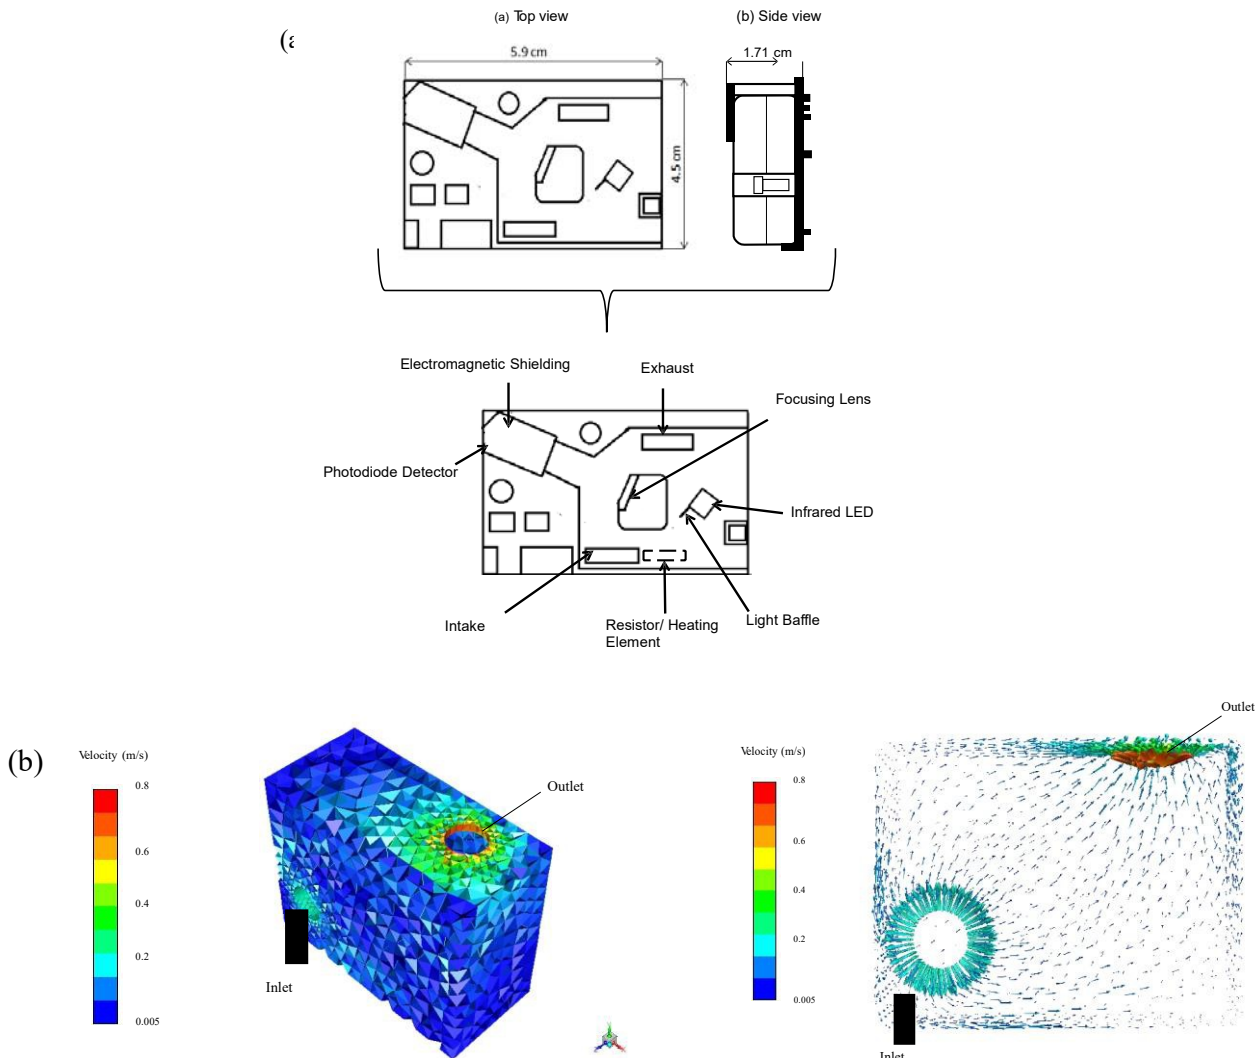 (a) Top view
(b) Side view
(a
5.9 cm
1.71 cm
4.5 cm
Electromagnetic Shielding
Exhaust
Focusing Lens
Photodiode Detector
Infrared LED
Intake
Resistor/ Heating
Element
Light Baffle
(b)
Velocity (m/s)
0.8
0.6
0.4
0.2
0.005
Outlet
Inlet
Velocity (m/s)
0.8
0.6
0.4
0.2
0.005
Outlet
Inlet